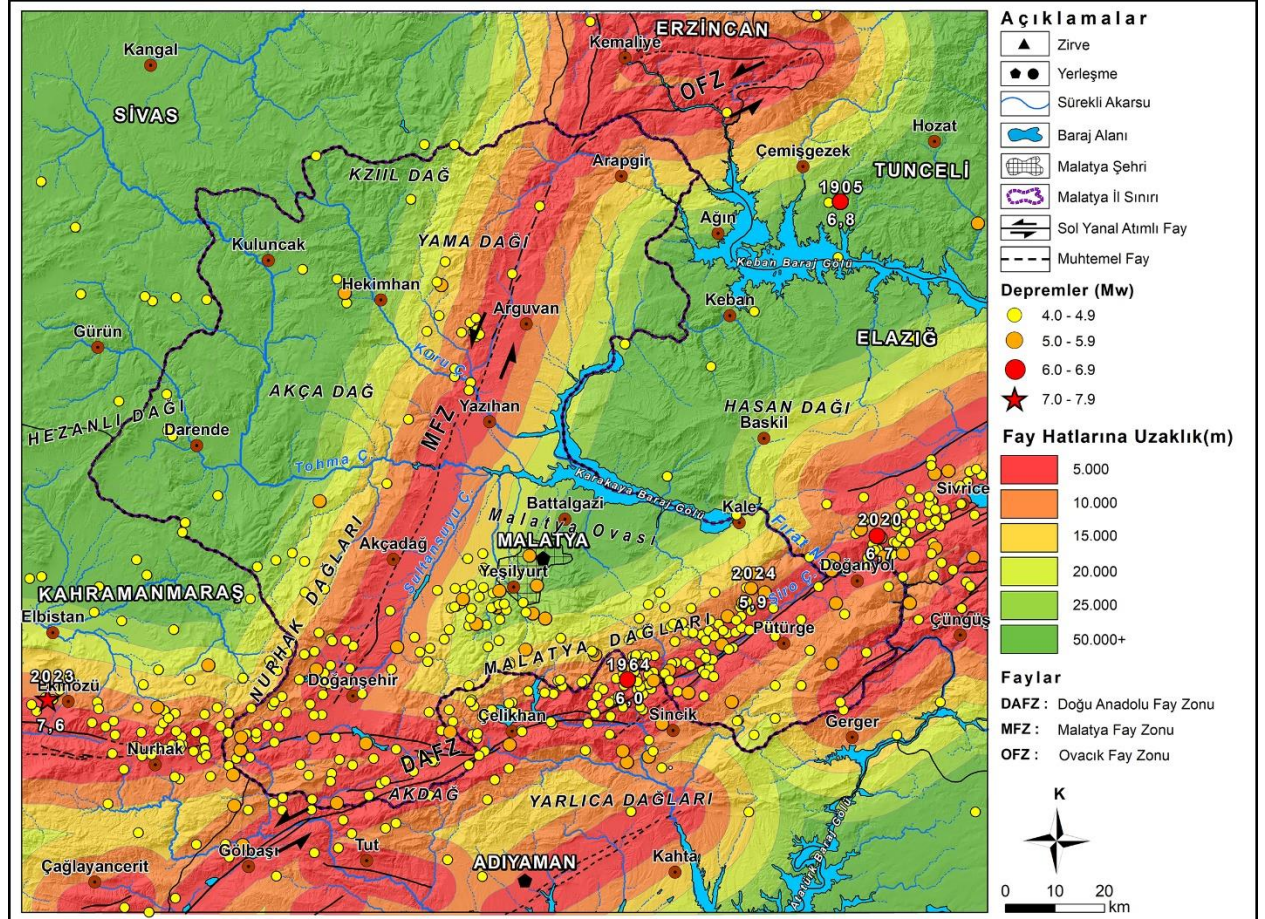 Kangal
ERZİNCAN
Kemaliye
OFZ
SİVAS
Hozat
Arapgir
Çemişgezek
TUNCELİ
KZIIL DAĞ
1905
6,8
Ağın
Kuluncak
YAMA DAĞI
Keban Baraj Gölü
Hekimhan
Keban
Arguvan
Gürün
ELAZIĞ
Kuru Ç.
AKÇA DAĞ
HEZANLI DAĞI
HASAN DAĞI
Baskil
MFZ
Yazıhan
Darende
Tohma Ç.
Karakaya Baraj Gölü
Sivrice
Sultansuyu Ç.
Battalgazi
Kale
Malatya Ovası
Fırat N.
2020
6,7
MALATYA
Akçadağ
Doğanyol
NURHAK DAĞLARI
Yeşilyurt
2024
5,9
Şiro Ç.
KAHRAMANMARAŞ
Elbistan
Çüngüş
Pütürge
MALATYA DAĞLARI
1964
6,0
2023
Ekinözü
7,6
Doğanşehir
Çelikhan
Sincik
Gerger
Nurhak
DAFZ
AKDAĞ
YARLICA DAĞLARI
Gölbaşı
Tut
ADIYAMAN
Kahta
Çağlayancerit
Atatürk Baraj Gölü
Açıklamalar
Zirve
Yerleşme
Sürekli Akarsu
Baraj Alanı
Malatya Şehri
Malatya İl Sınırı
Sol Yanal Atımlı Fay
Muhtemel Fay
Depremler (Mw)
4.0 - 4.9
5.0 - 5.9
6.0 - 6.9
7.0 - 7.9
Fay Hatlarına Uzaklık(m)
5.000
10.000
15.000
20.000
25.000
50.000+
Faylar
DAFZ : Doğu Anadolu Fay Zonu
MFZ : Malatya Fay Zonu
OFZ : Ovacık Fay Zonu
K
0 10 20
km